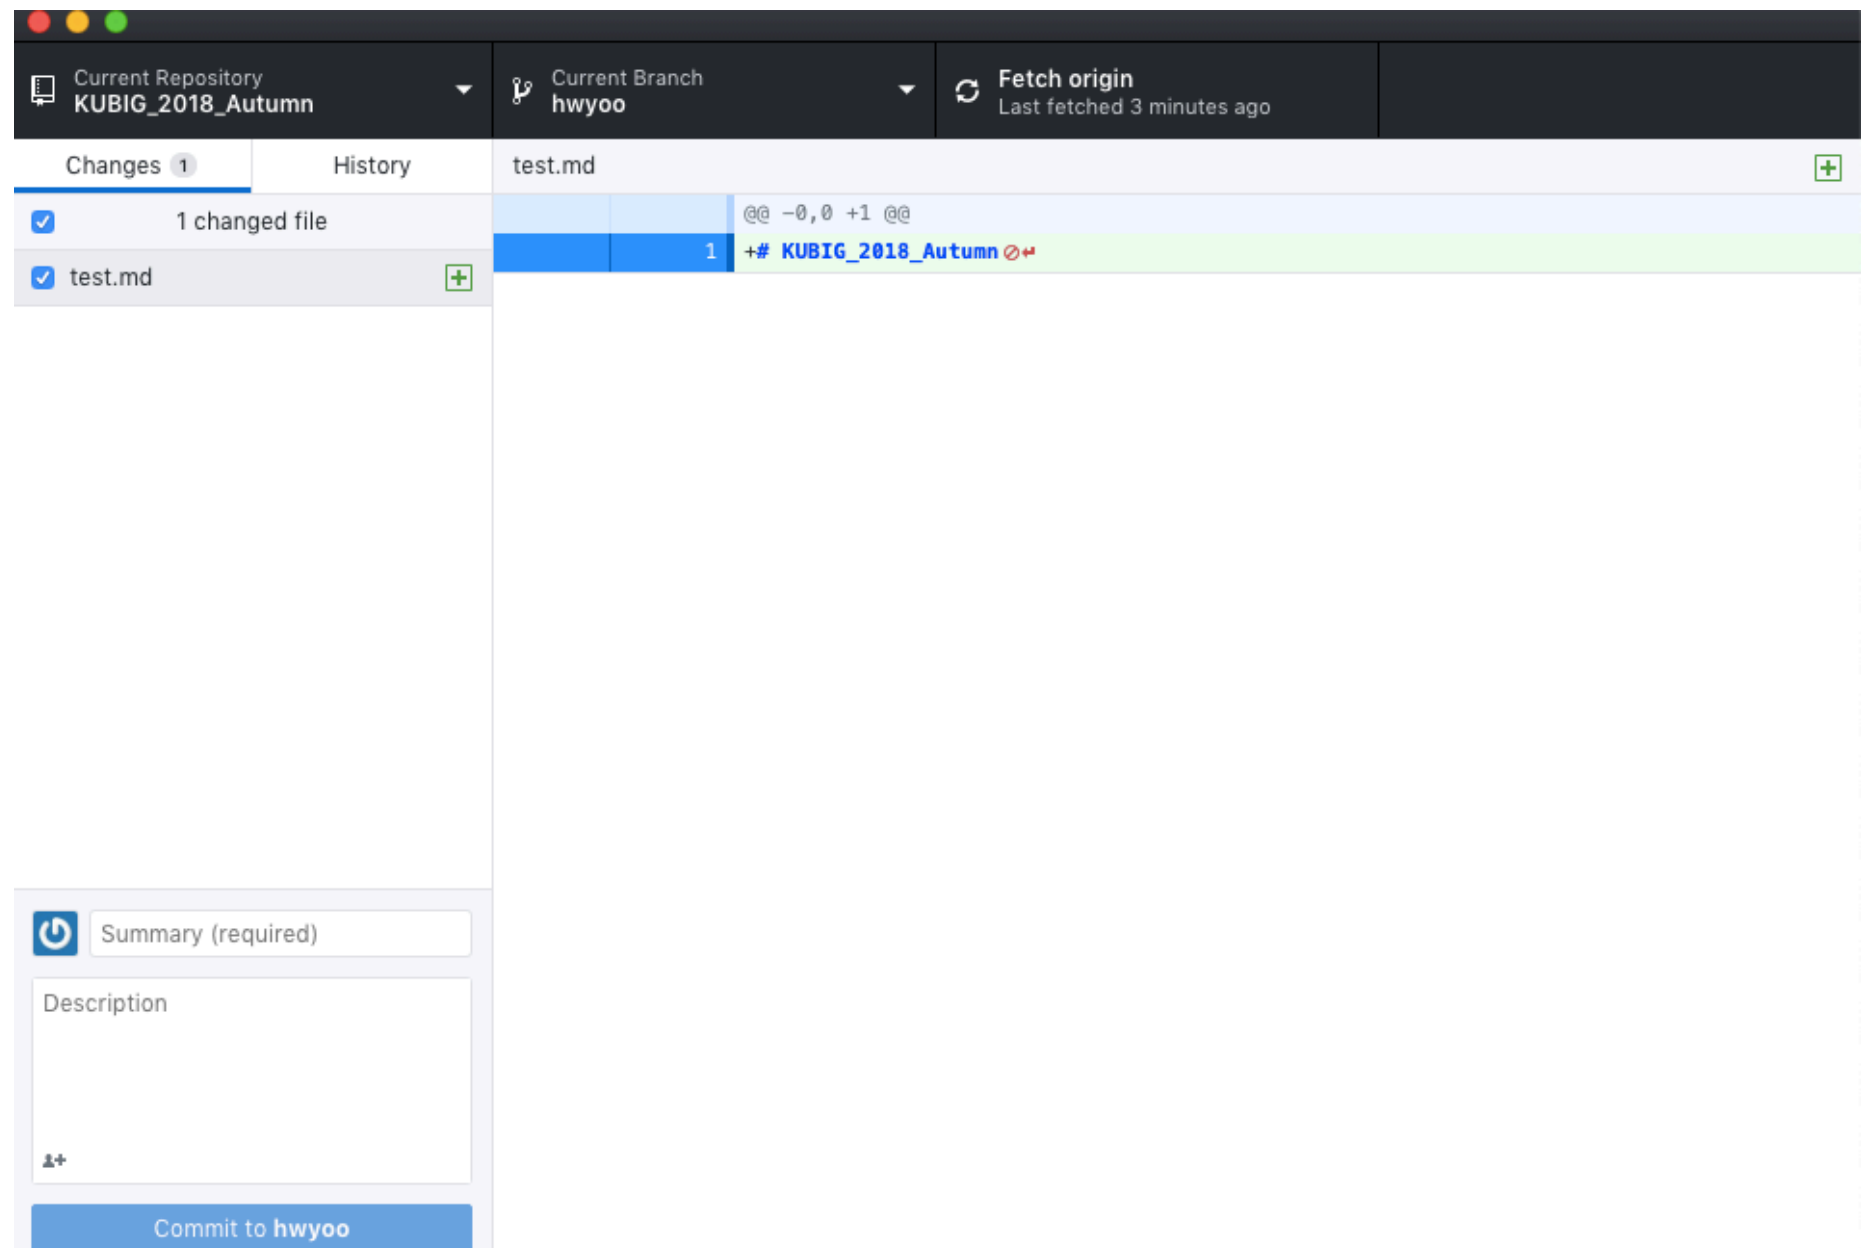 Current Repository
KUBIG_2018_Autumn
Current Branch
hwyoo
Fetch origin
Last fetched 3 minutes ago
Changes 1
History
1 changed file
test.md
test.md
@@ -0,0 +1 @@
1 +# KUBIG_2018_Autumn
Summary (required)
Description
Commit to hwyoo